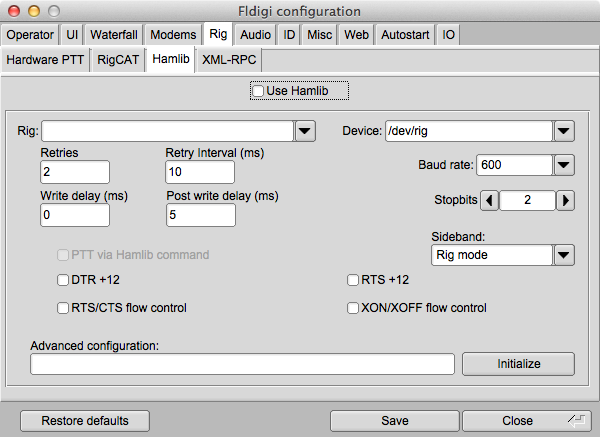 Fldigi configuration
Operator UI Waterfall Modems Rig Audio ID Misc Web Autostart IO
Hardware PTT RigCAT Hamlib XML-RPC
Use Hamlib
Rig: Device: /dev/rig
Retries Retry Interval (ms)
2 10 Baud rate: 600
Write delay (ms) Post write delay (ms)
0 5 Stopbits 2
Sideband:
PTT via Hamlib command Rig mode
DTR +12 RTS +12
RTS/CTS flow control XON/XOFF flow control
Advanced configuration:
Initialize
Restore defaults Save Close